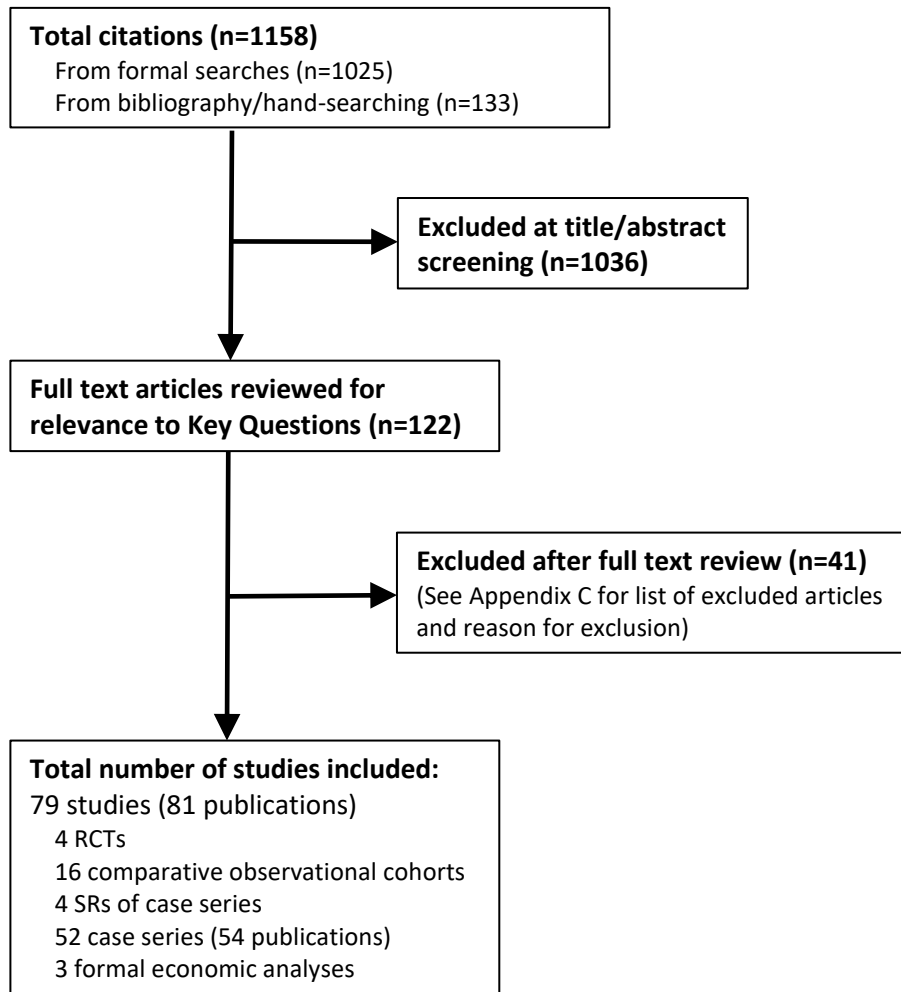 Total citations (n=1158)
From formal searches (n=1025)
From bibliography/hand-searching (n=133)
Excluded at title/abstract
screening (n=1036)
Full text articles reviewed for
relevance to Key Questions (n=122)
Excluded after full text review (n=41)
(See Appendix C for list of excluded articles
and reason for exclusion)
Total number of studies included:
79 studies (81 publications)
4 RCTs
16 comparative observational cohorts
4 SRs of case series
52 case series (54 publications)
3 formal economic analyses